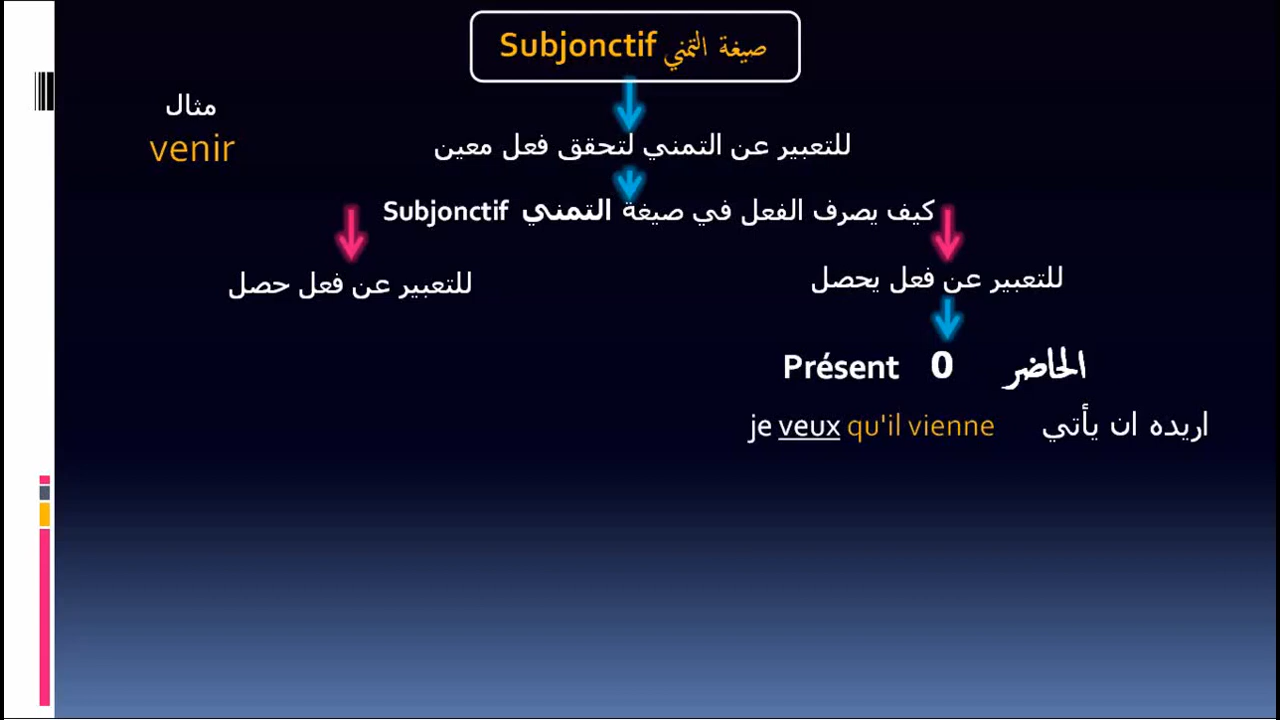 صيغة التمني Subjonctif
مثال
venir
للتعبير عن التمني لتحقق فعل معين
كيف يصرف الفعل في صيغة التمني Subjonctif
للتعبير عن فعل يحصل
للتعبير عن فعل حصل
الحاضر 0 Présent
اريده ان يأتي je veux qu'il vienne